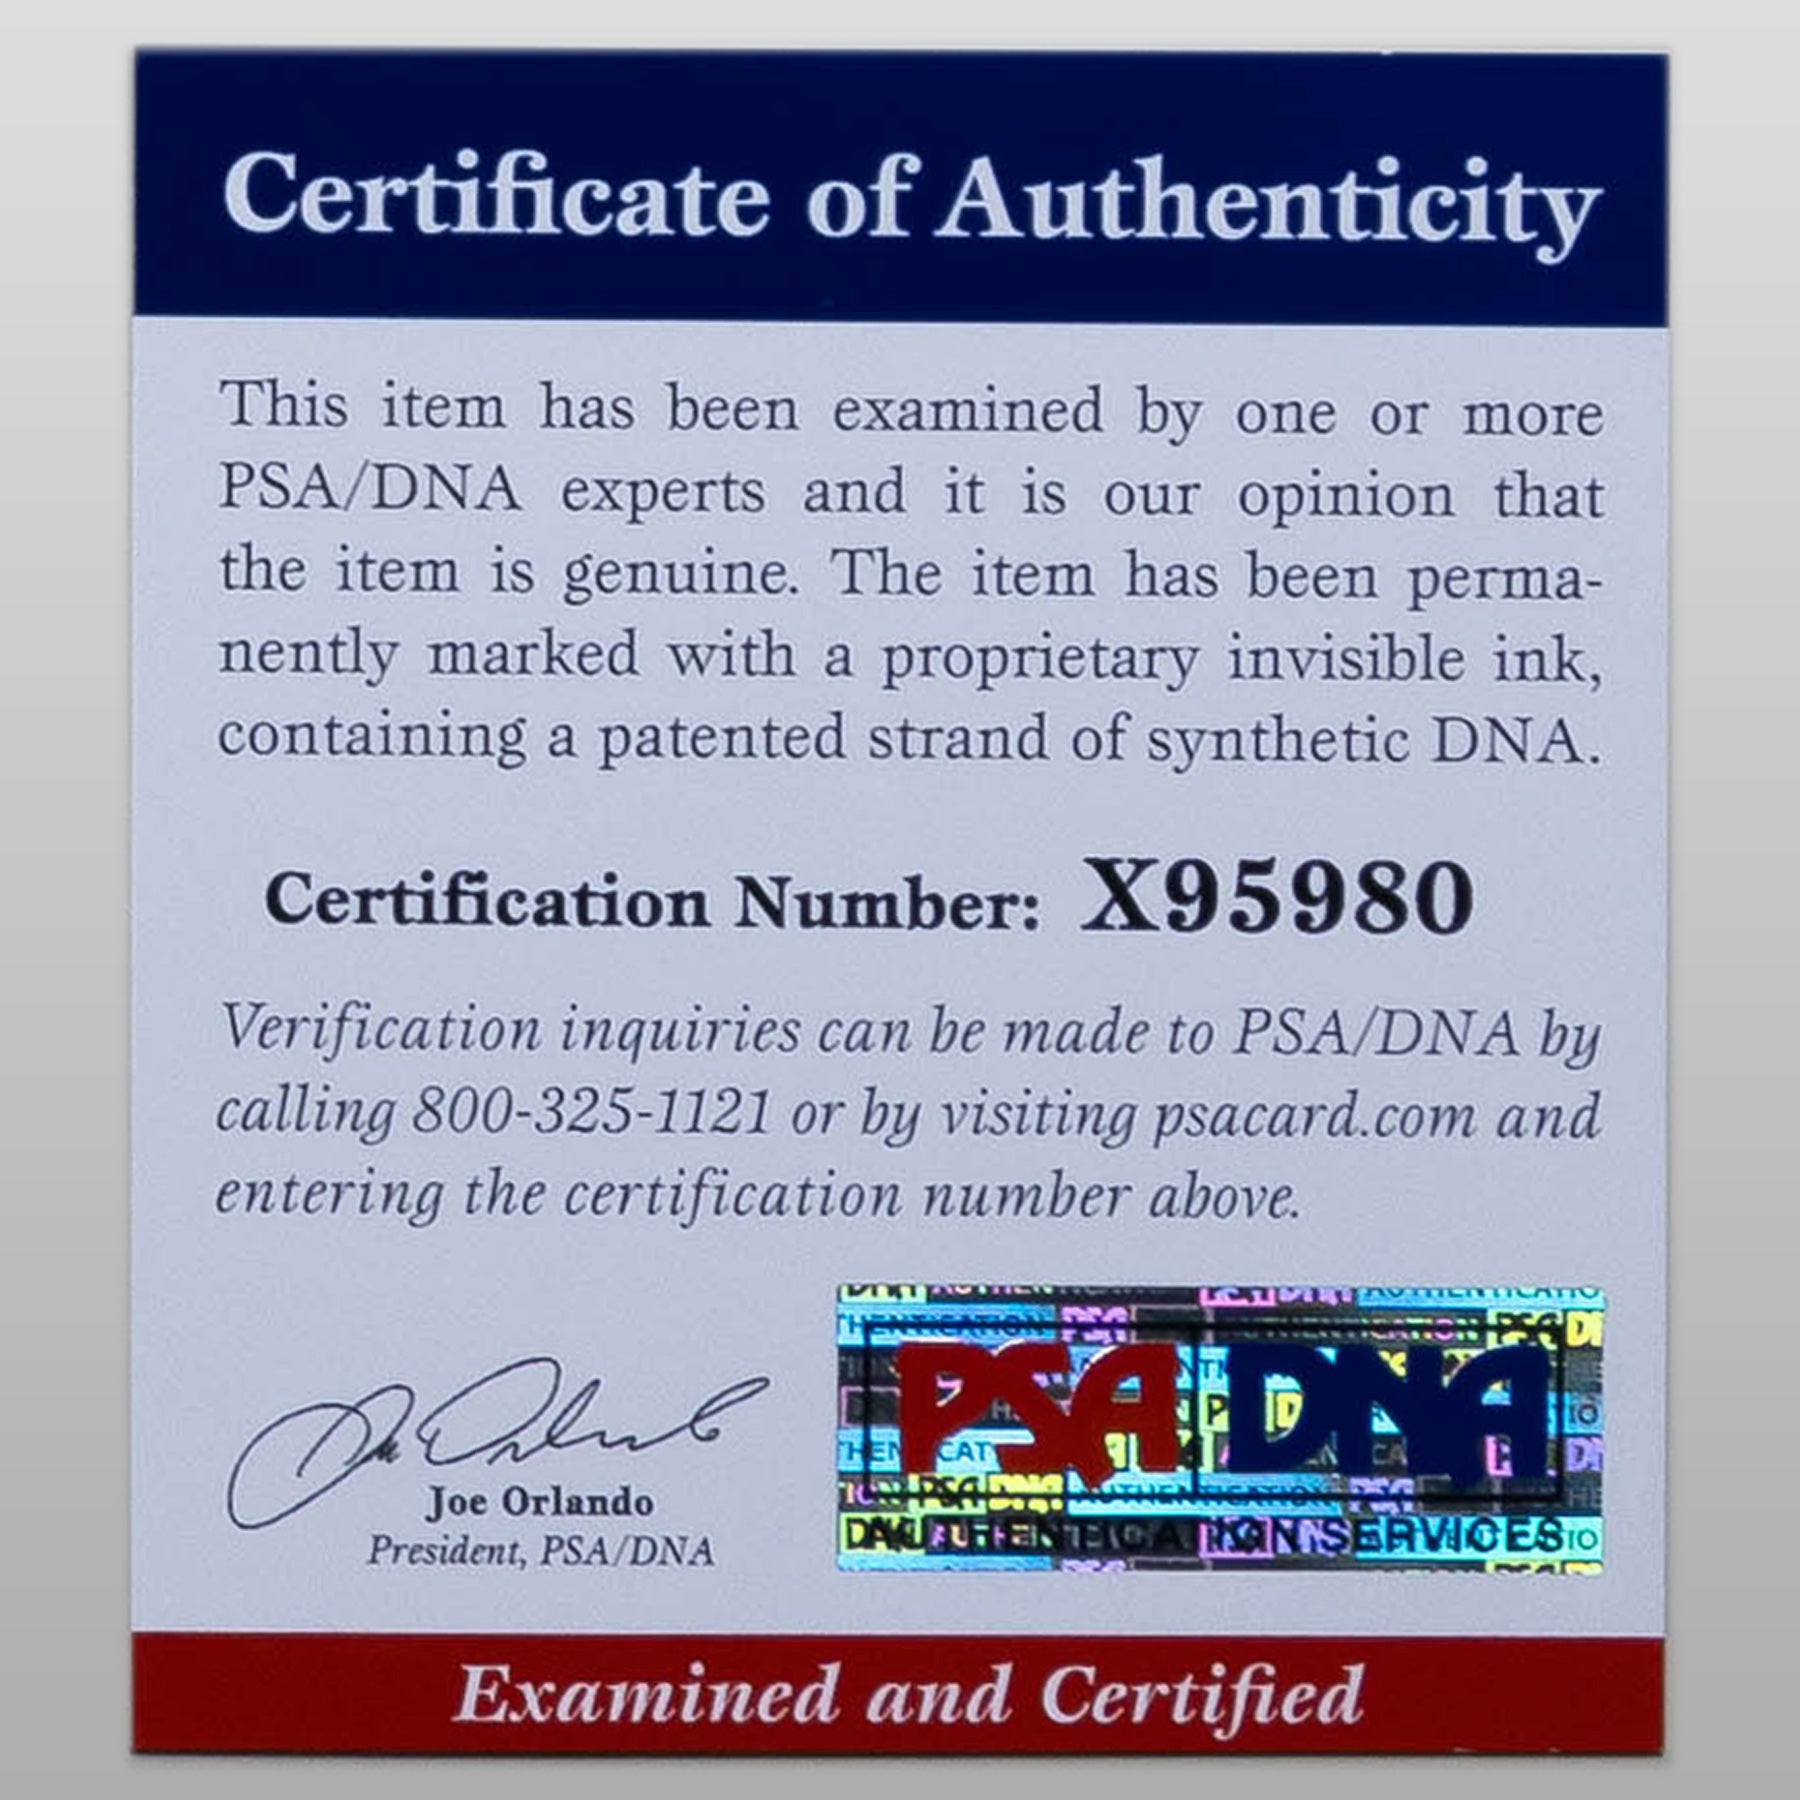 Certificate of Authenticity
This item has been examined by one or more
PSA/DNA experts and it is our opinion that
the item is genuine. The item has been perma-
nently marked with a proprietary invisible ink,
containing a patented strand of synthetic DNA.
Certification Number: X95980
Verification inquiries can be made to PSA/DNA by
calling 800-325-1121 or by visiting psacard.com and
entering the certification number above.
Joe Orlando
President, PSA/DNA
PSA DNA
AUTHENTICATION SERVICES
Examined and Certified